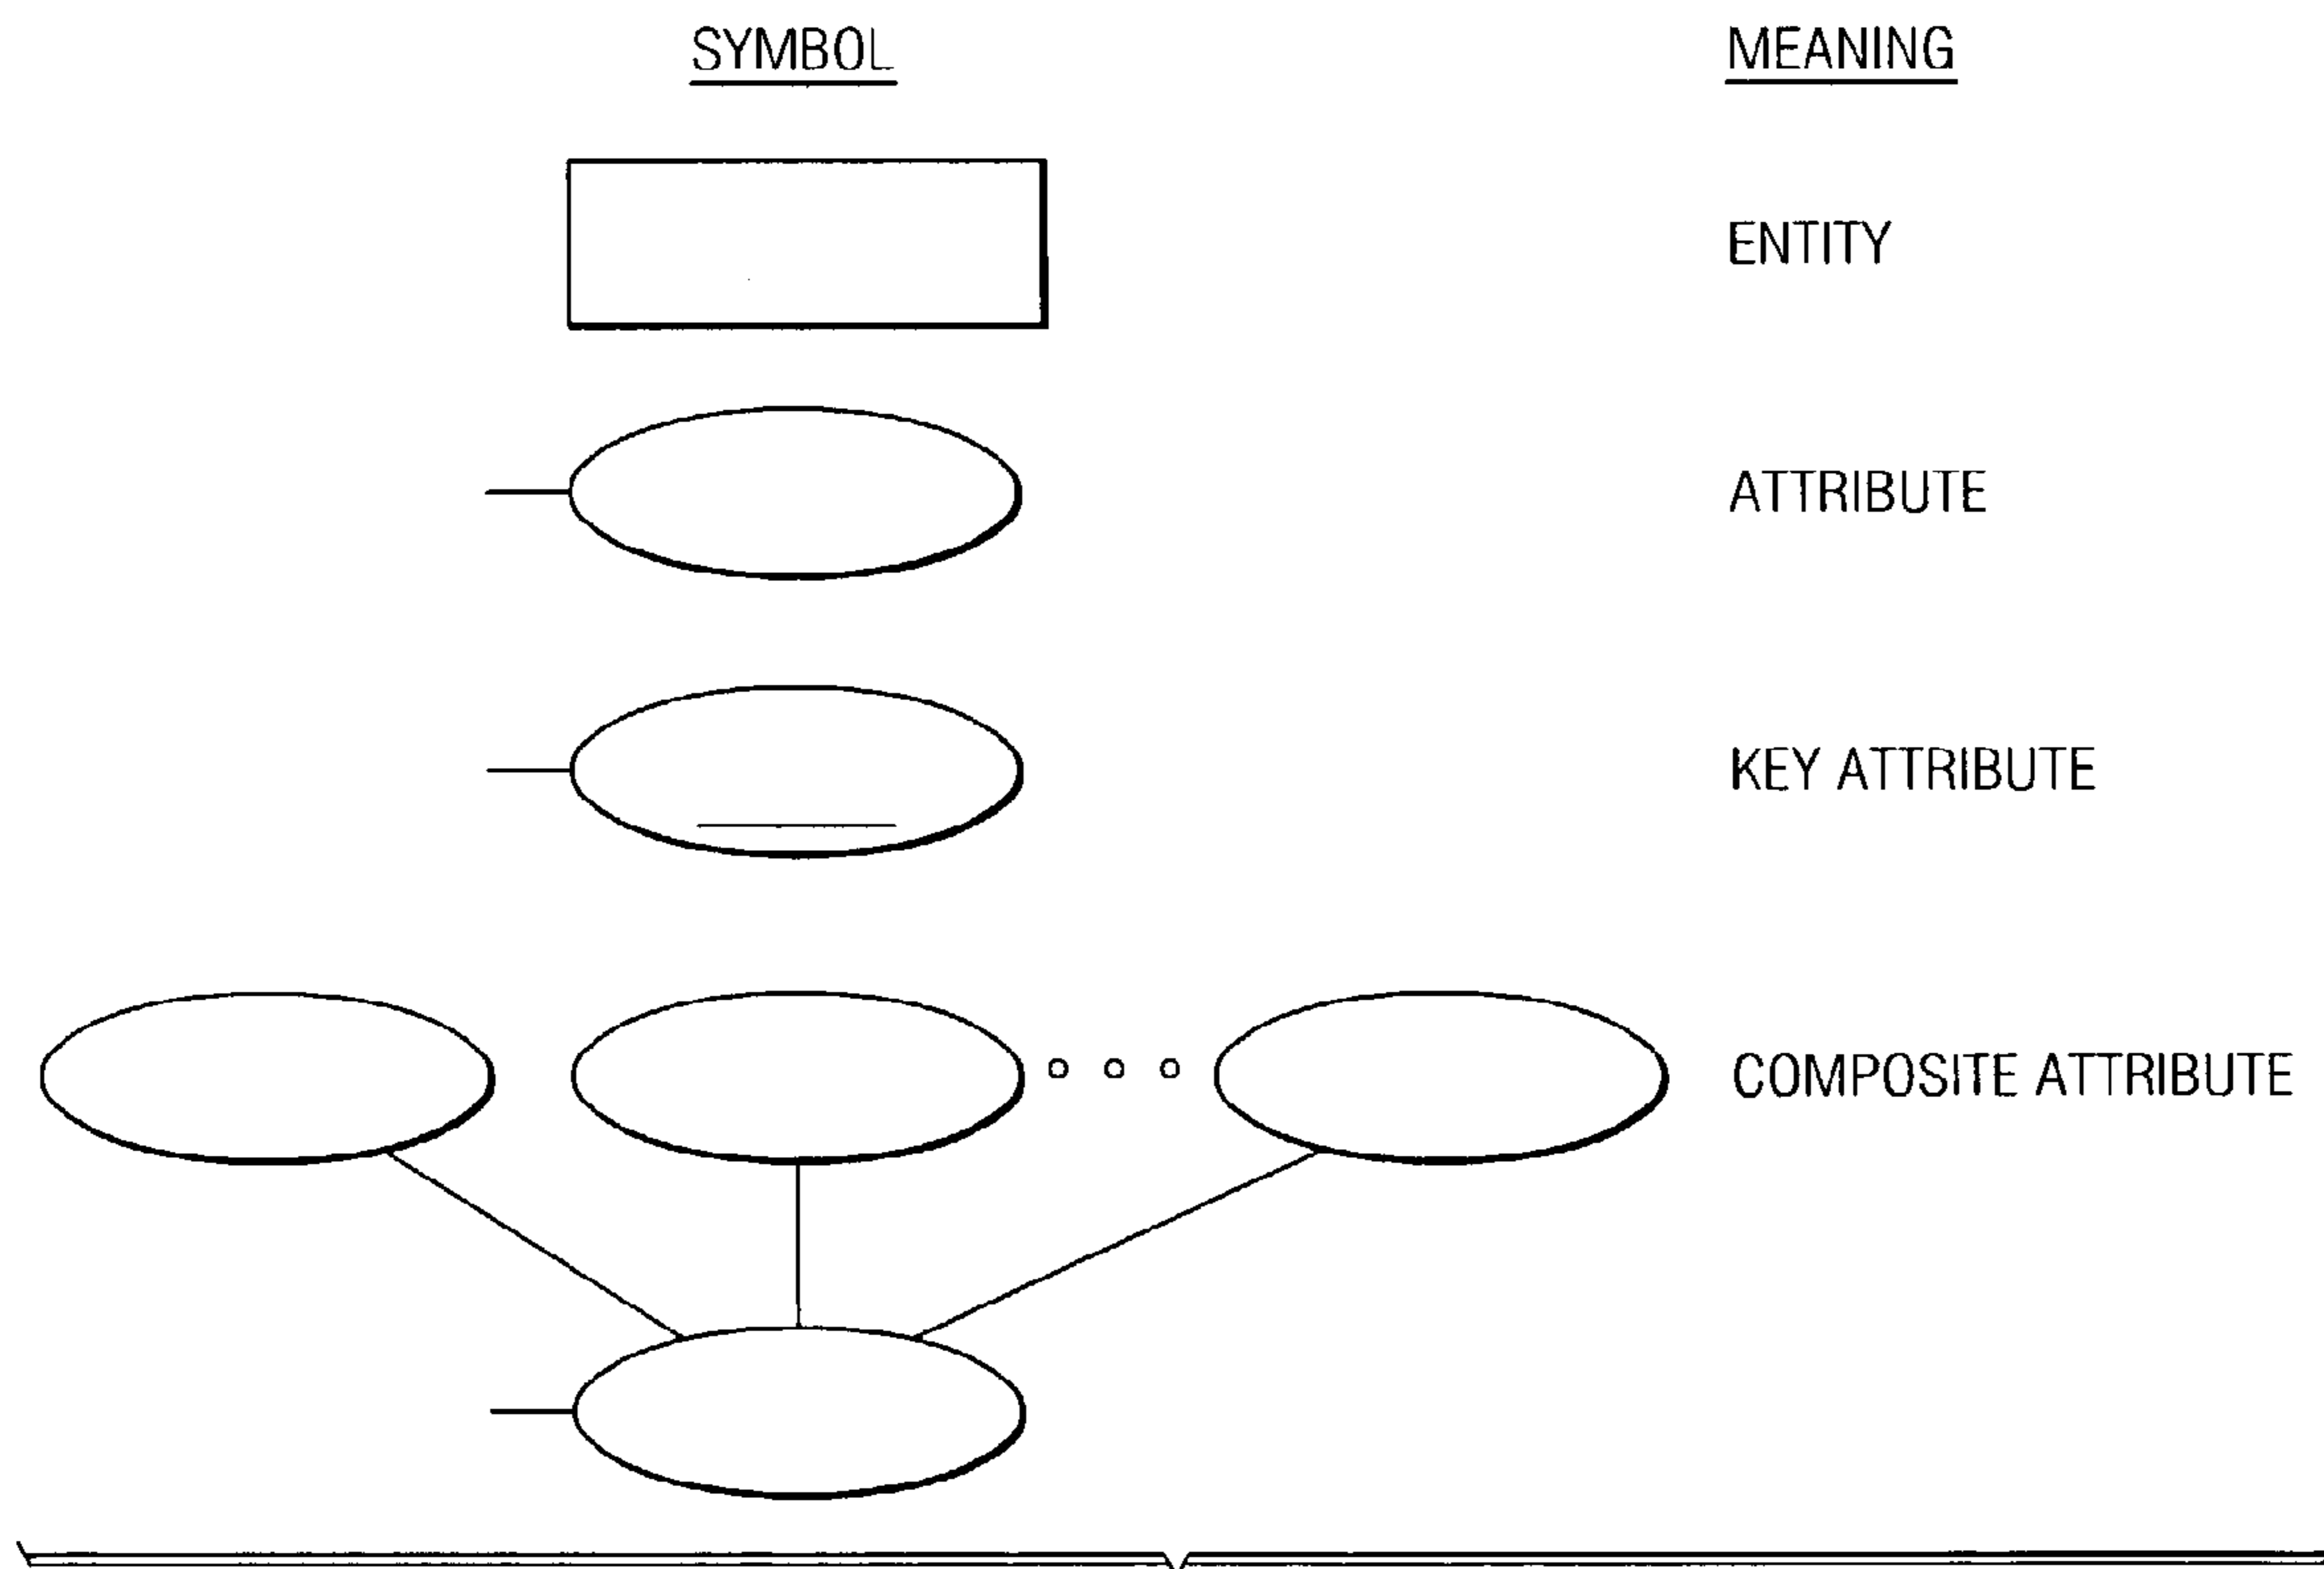 SYMBOL MEANING
ENTITY
ATTRIBUTE
KEY ATTRIBUTE
COMPOSITE ATTRIBUTE